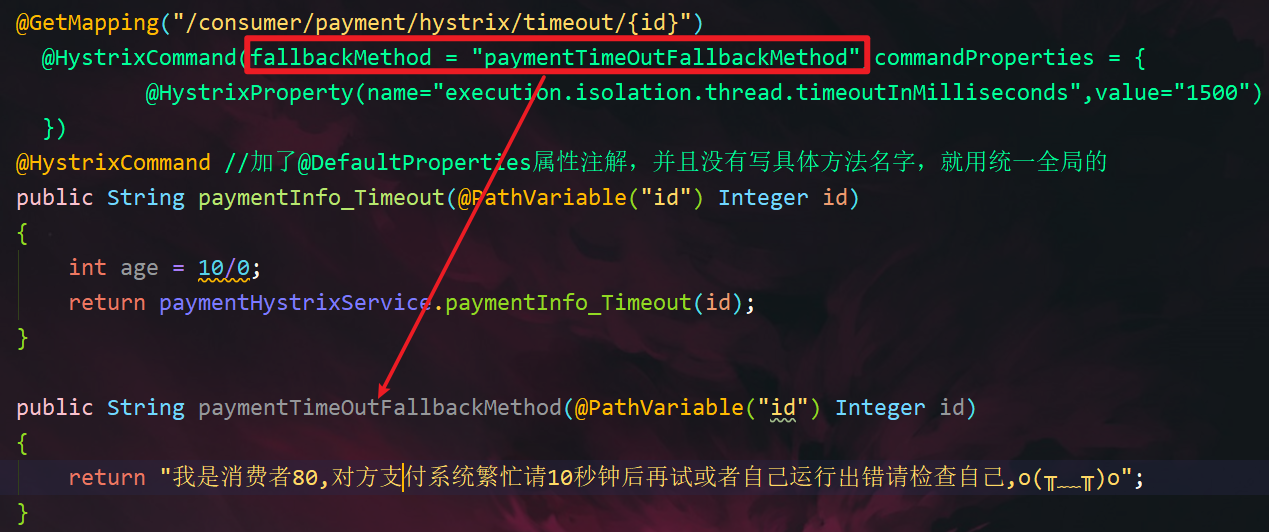 @GetMapping("/consumer/payment/hystrix/timeout/{id}")
@HystrixCommand(fallbackMethod = "paymentTimeOutFallbackMethod" commandProperties = {
@HystrixProperty(name="execution.isolation.thread.timeoutInMilliseconds",value="1500")
})
@HystrixCommand //加了@DefaultProperties属性注解，并且没有写具体方法名字，就用统一全局的
public String paymentInfo_Timeout(@PathVariable("id") Integer id)
{
int age = 10/0;
return paymentHystrixService.paymentInfo_Timeout(id);
}
public String paymentTimeOutFallbackMethod(@PathVariable("id") Integer id)
{
return "我是消费者80,对方支付系统繁忙请10秒钟后再试或者自己运行出错请检查自己,o(╥﹏╥)o";
}